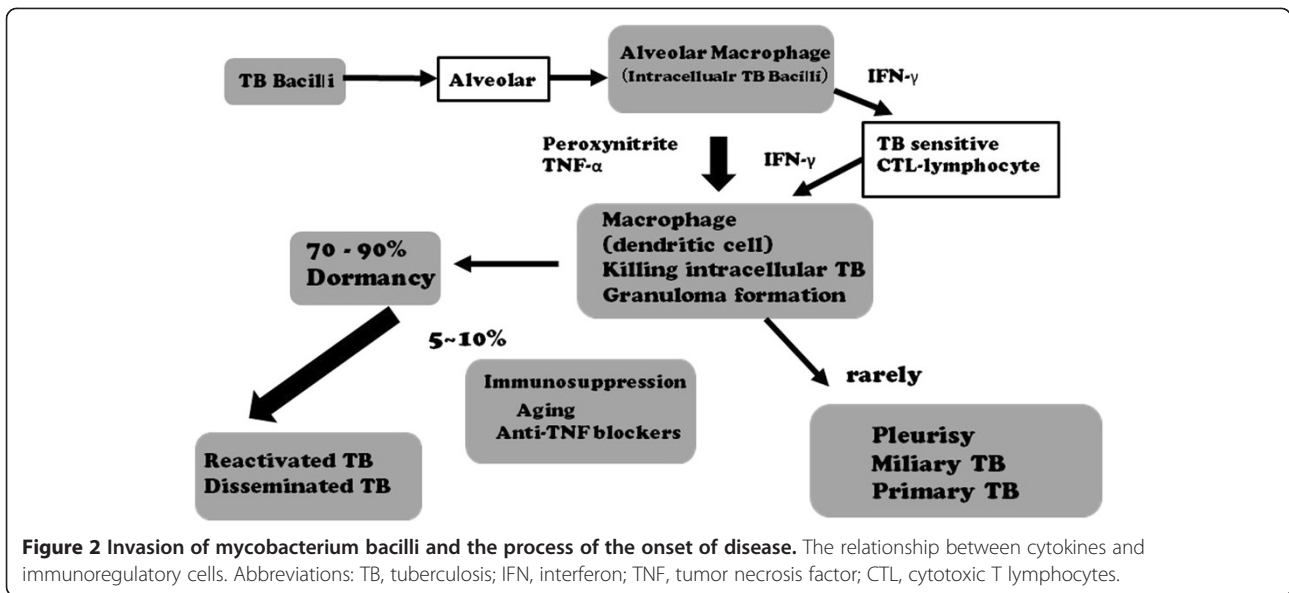 TB Bacilli
Alveolar
Alveolar Macrophage
(Intracellualr TB Bacilli)
IFN-γ
TB sensitive
CTL-lymphocyte
Peroxynitrite
TNF-α
IFN-γ
Macrophage
(dendritic cell)
Killing intracellular TB
Granuloma formation
70 - 90%
Dormancy
5~10%
Immunosuppression
Aging
Anti-TNF blockers
rarely
Reactivated TB
Disseminated TB
Pleurisy
Miliary TB
Primary TB
Figure 2 Invasion of mycobacterium bacilli and the process of the onset of disease. The relationship between cytokines and
immunoregulatory cells. Abbreviations: TB, tuberculosis; IFN, interferon; TNF, tumor necrosis factor; CTL, cytotoxic T lymphocytes.